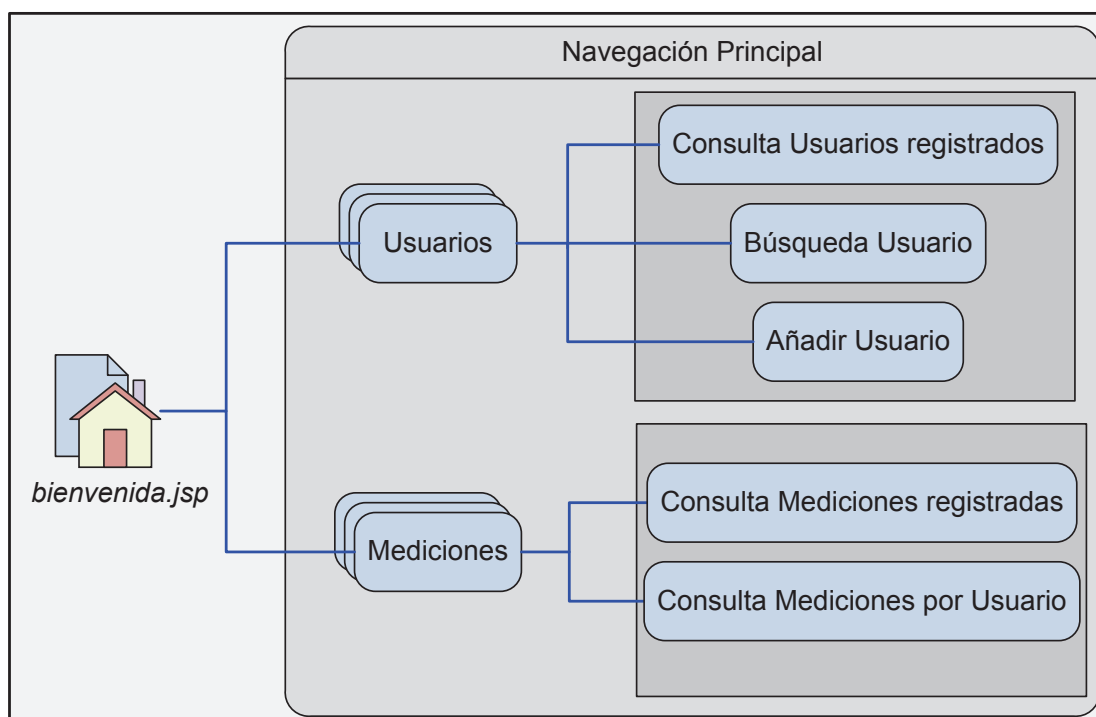 Navegación Principal
Consulta Usuarios registrados
Usuarios
Búsqueda Usuario
Añadir Usuario
bienvenida.jsp
Consulta Mediciones registradas
Mediciones
Consulta Mediciones por Usuario